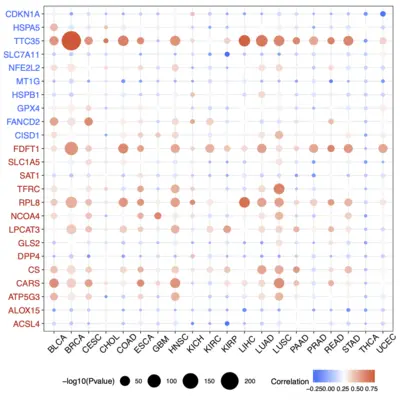 CDKN1A
HSPA5
TTC35
SLC7A11
NFE2L2
MT1G
HSPB1
GPX4
FANCD2
CISD1
FDFT1
SLC1A5
SAT1
TFRC
RPL8
NCOA4
LPCAT3
GLS2
DPP4
CS
CARS
ATP5G3
ALOX15
ACSL4
BLCA BRCA CESC CHOL COAD ESCA GBM HNSC KICH KIRC KIRP LIHC LUAD LUSC PAAD PRAD READ STAD THCA UCEC
−log10(Pvalue) 50 100 150 200 Correlation
-0.25 0.00 0.25 0.50 0.75